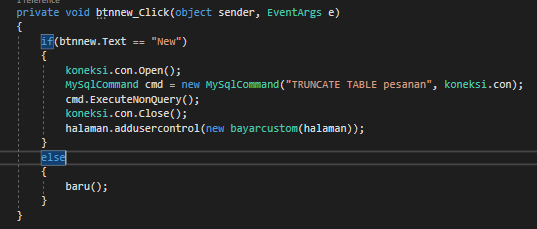 1 reference
private void btnnew_Click(object sender, EventArgs e)
{
if(btnnew.Text == "New")
{
koneksi.con.Open();
MySqlCommand cmd = new MySqlCommand("TRUNCATE TABLE pesanan", koneksi.con);
cmd.ExecuteNonQuery();
koneksi.con.Close();
halaman.addusercontrol(new bayarcustom(halaman));
}
else
{
baru();
}
}